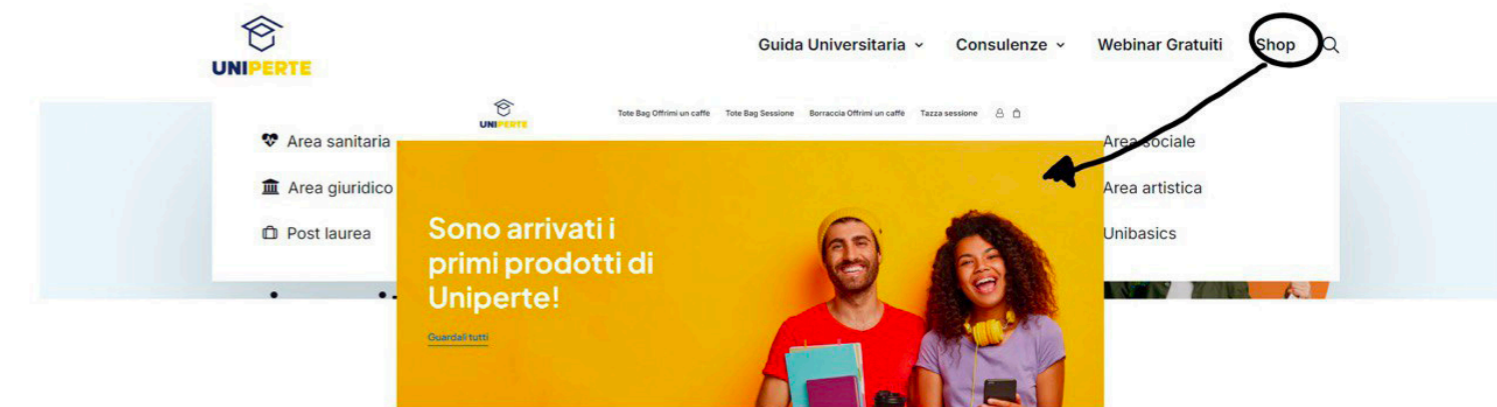 Guida Universitaria
Consulenze
Webinar Gratuiti
Shop
UNIPERTE
UNIPERTE
Tote Bag Offrimi un caffè
Tote Bag Sessione
Borraccia Offrimi un caffè
Tazza sessione
Area sanitaria
Area giuridico
Post laurea
Sono arrivati i
primi prodotti di
Uniperte!
Guardali tutti
Area sociale
Area artistica
Unibasics